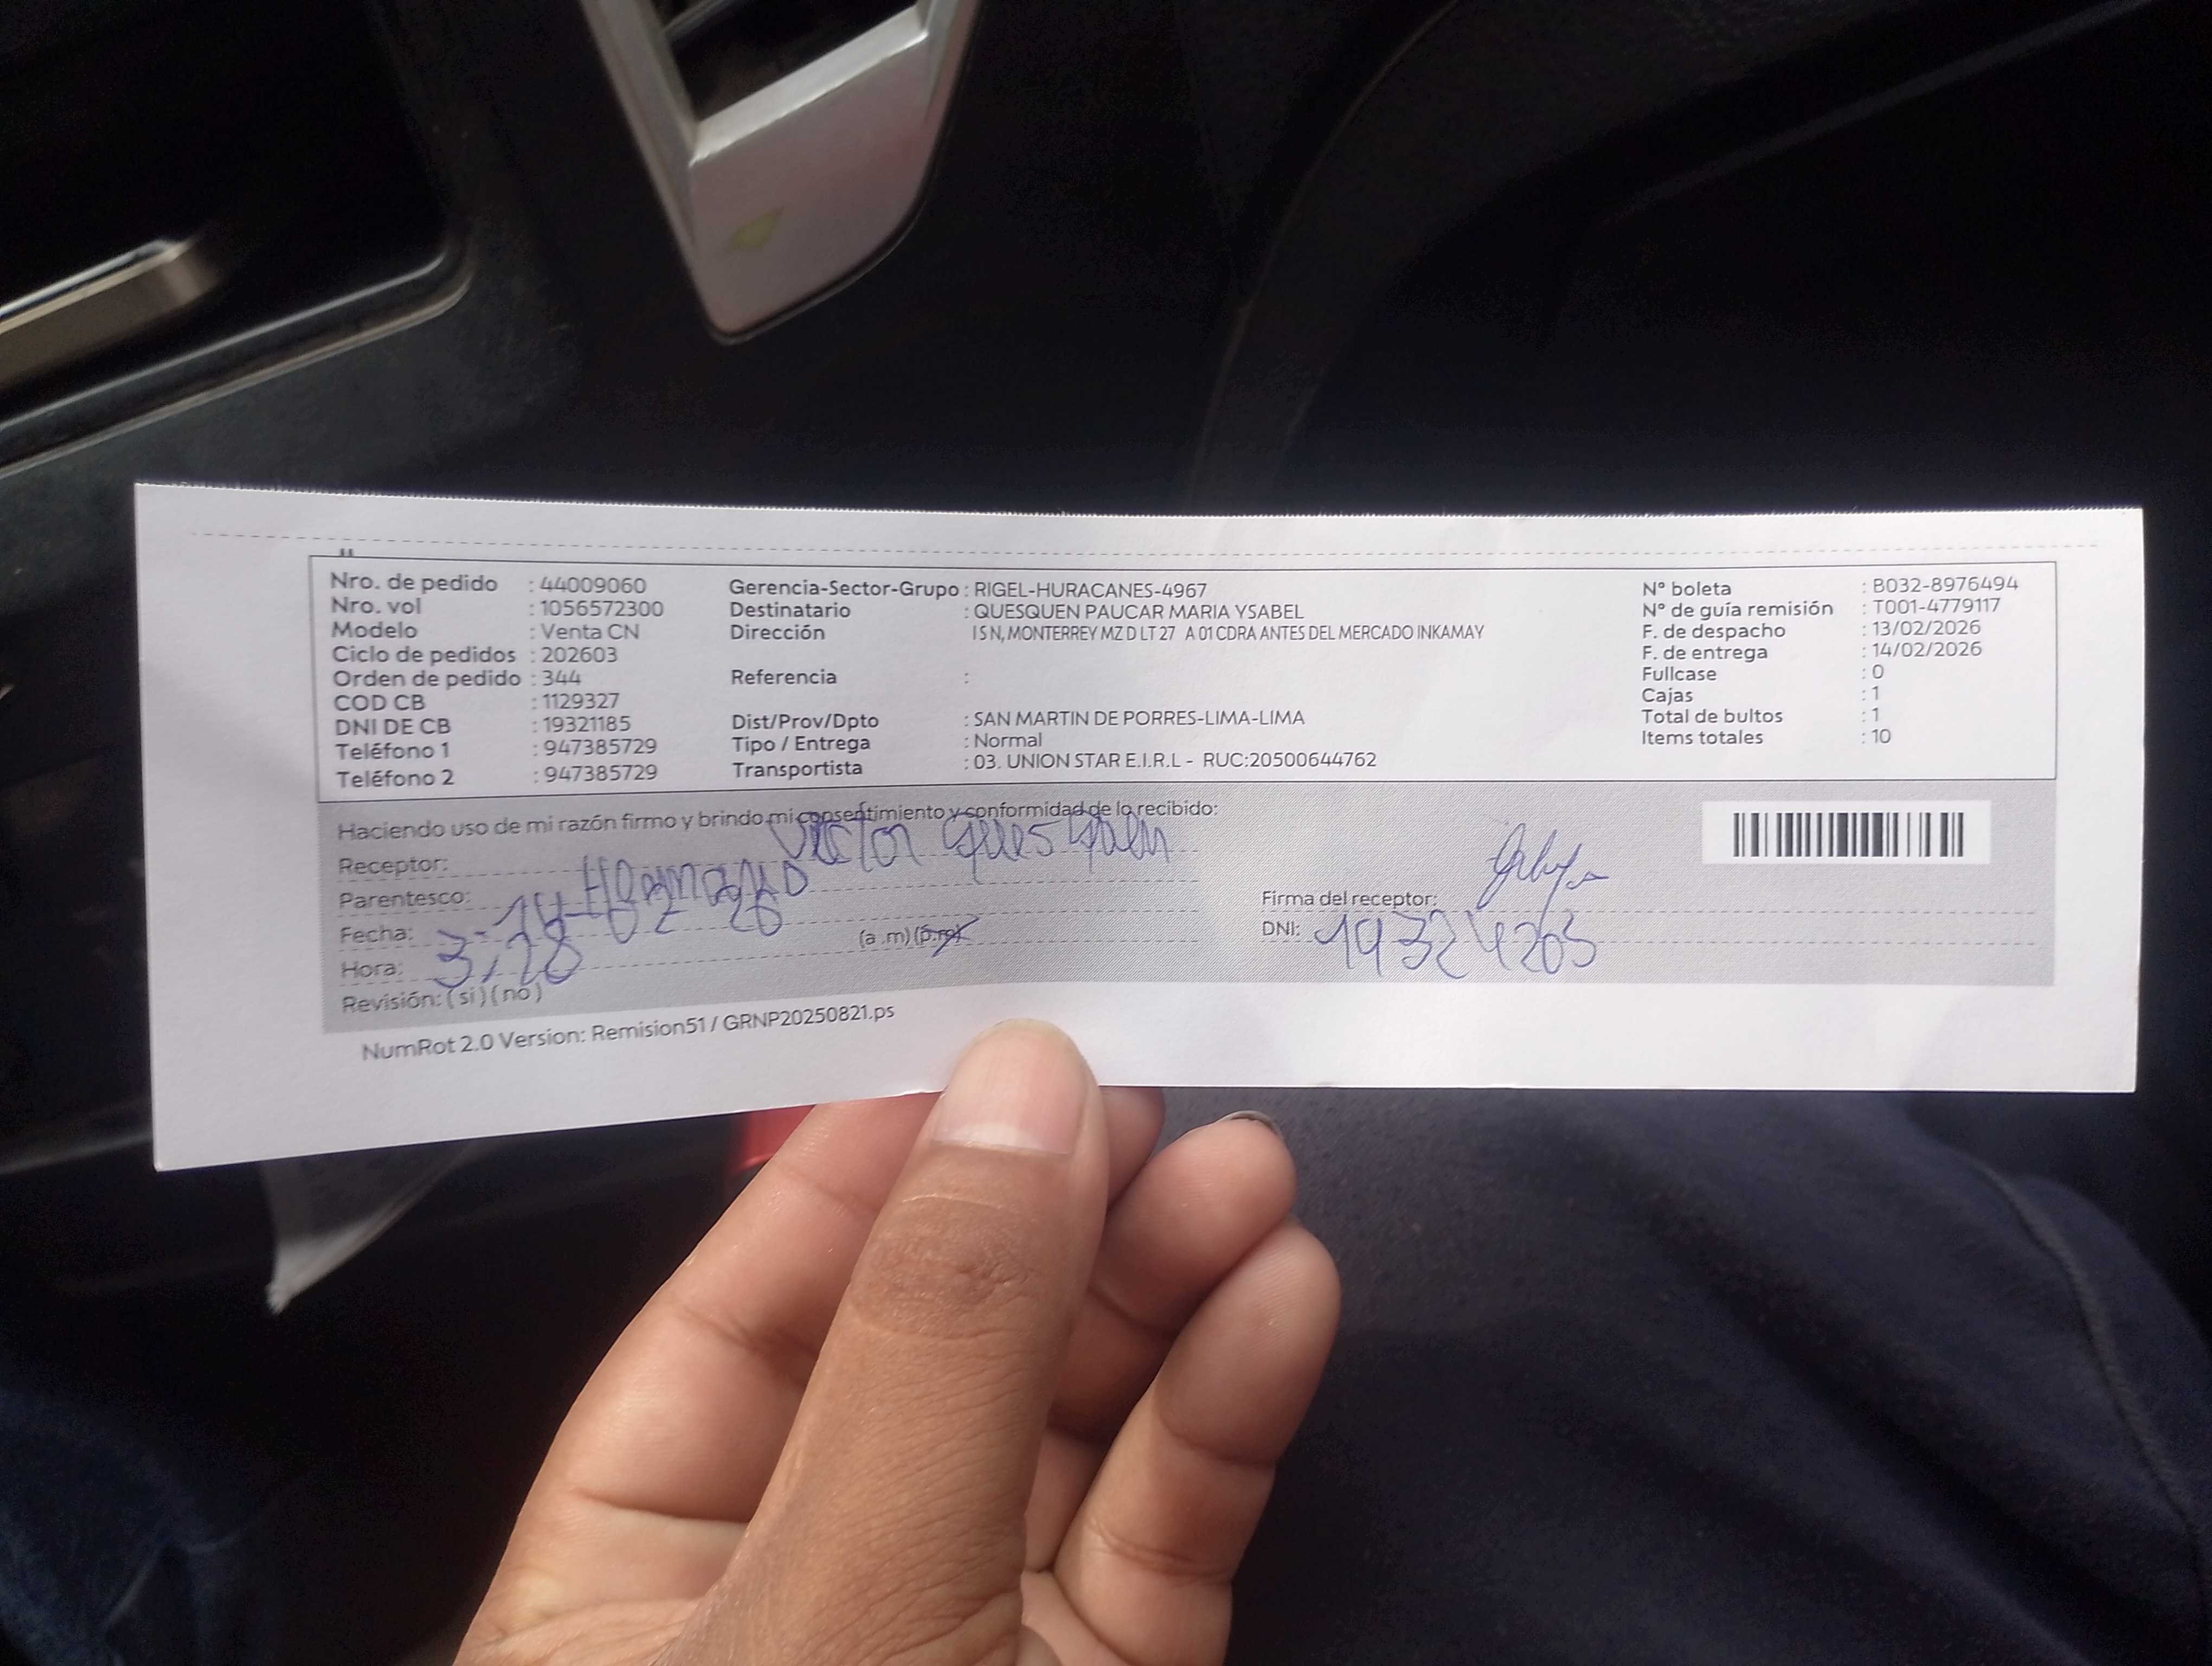 Nro. de pedido : 44009060
Nro. vol : 1056572300
Modelo : Venta CN
Ciclo de pedidos : 202603
Orden de pedido : 344
COD CB : 1129327
DNI DE CB : 19321185
Teléfono 1 : 947385729
Teléfono 2 : 947385729
Gerencia-Sector-Grupo : RIGEL-HURACANES-4967
Destinatario : QUESQUEN PAUCAR MARIA YSABEL
Dirección I S N, MONTERREY MZ D LT 27 A 01 CDRA ANTES DEL MERCADO INKAMAY
Referencia :
Dist/Prov/Dpto : SAN MARTIN DE PORRES-LIMA-LIMA
Tipo / Entrega : Normal
Transportista : 03. UNION STAR E.I.R.L - RUC:20500644762
Nº boleta : B032-8976494
Nº de guía remisión : T001-4779117
F. de despacho : 13/02/2026
F. de entrega : 14/02/2026
Fullcase : 0
Cajas : 1
Total de bultos : 1
Items totales : 10
Haciendo uso de mi razón firmo y brindo mi consentimiento y conformidad de lo recibido:
Receptor: Victor Quesquen
Parentesco: Hermano
Fecha: 14-02-26
Hora: 3:28 (a.m)(p.m)
Revisión: (si)(no)
Firma del receptor:
DNI: 19324263
NumRot 2.0 Version: Remision51 / GRNP20250821.ps